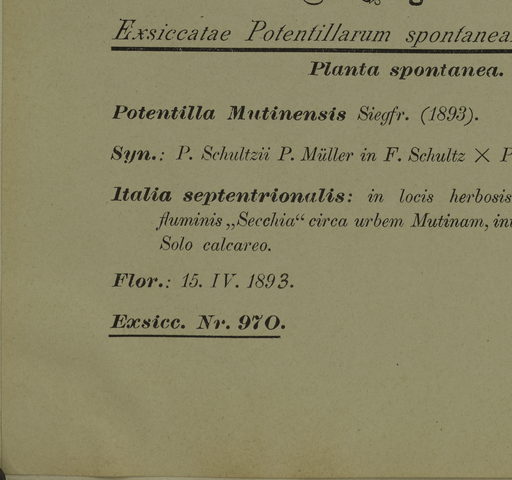 Exsiccatae Potentillarum spontanea
Planta spontanea.
Potentilla Mutinensis Siegfr. (1893).
Syn.: P. Schultzii P. Müller in F. Schultz × P
Italia septentrionalis: in locis herbosis
fluminis „Secchia“ circa urbem Mutinam, in
Solo calcareo.
Flor.: 15. IV. 1893.
Exsicc. Nr. 970.